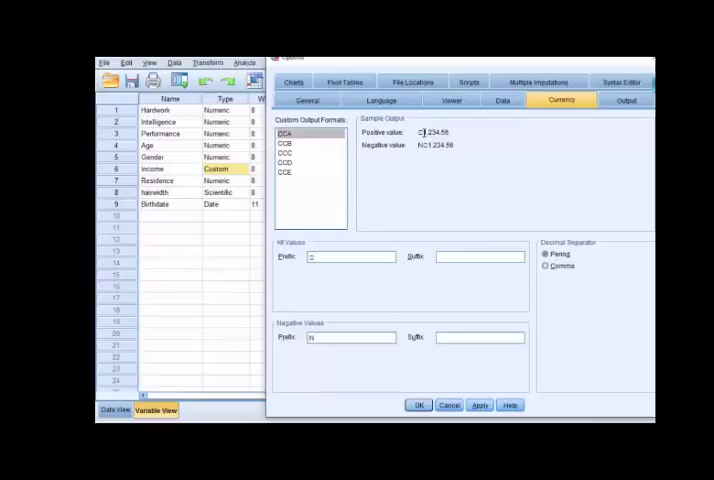 Options
File Edit View Data Transform Analyze
Charts Pivot Tables File Locations Scripts Multiple Imputations Syntax Editor
General Language Viewer Data Currency Output
Name Type W
1 Hardwork Numeric 8
2 Intelligence Numeric 8
3 Performance Numeric 8
4 Age Numeric 8
5 Gender Numeric 8
6 Income Custom 8
7 Residence Numeric 8
8 hairwidth Scientific 8
9 Birthdate Date 11
10
11
12
13
14
15
16
17
18
19
20
21
22
23
24
Custom Output Formats:
CCA
CCB
CCC
CCD
CCE
Sample Output
Positive value: C1,234.56
Negative value NC1,234.56
All Values
Prefix: C Suffix:
Decimal Separator
Period
Comma
Negative Values
Prefix: N Suffix:
OK Cancel Apply Help
Data View Variable View